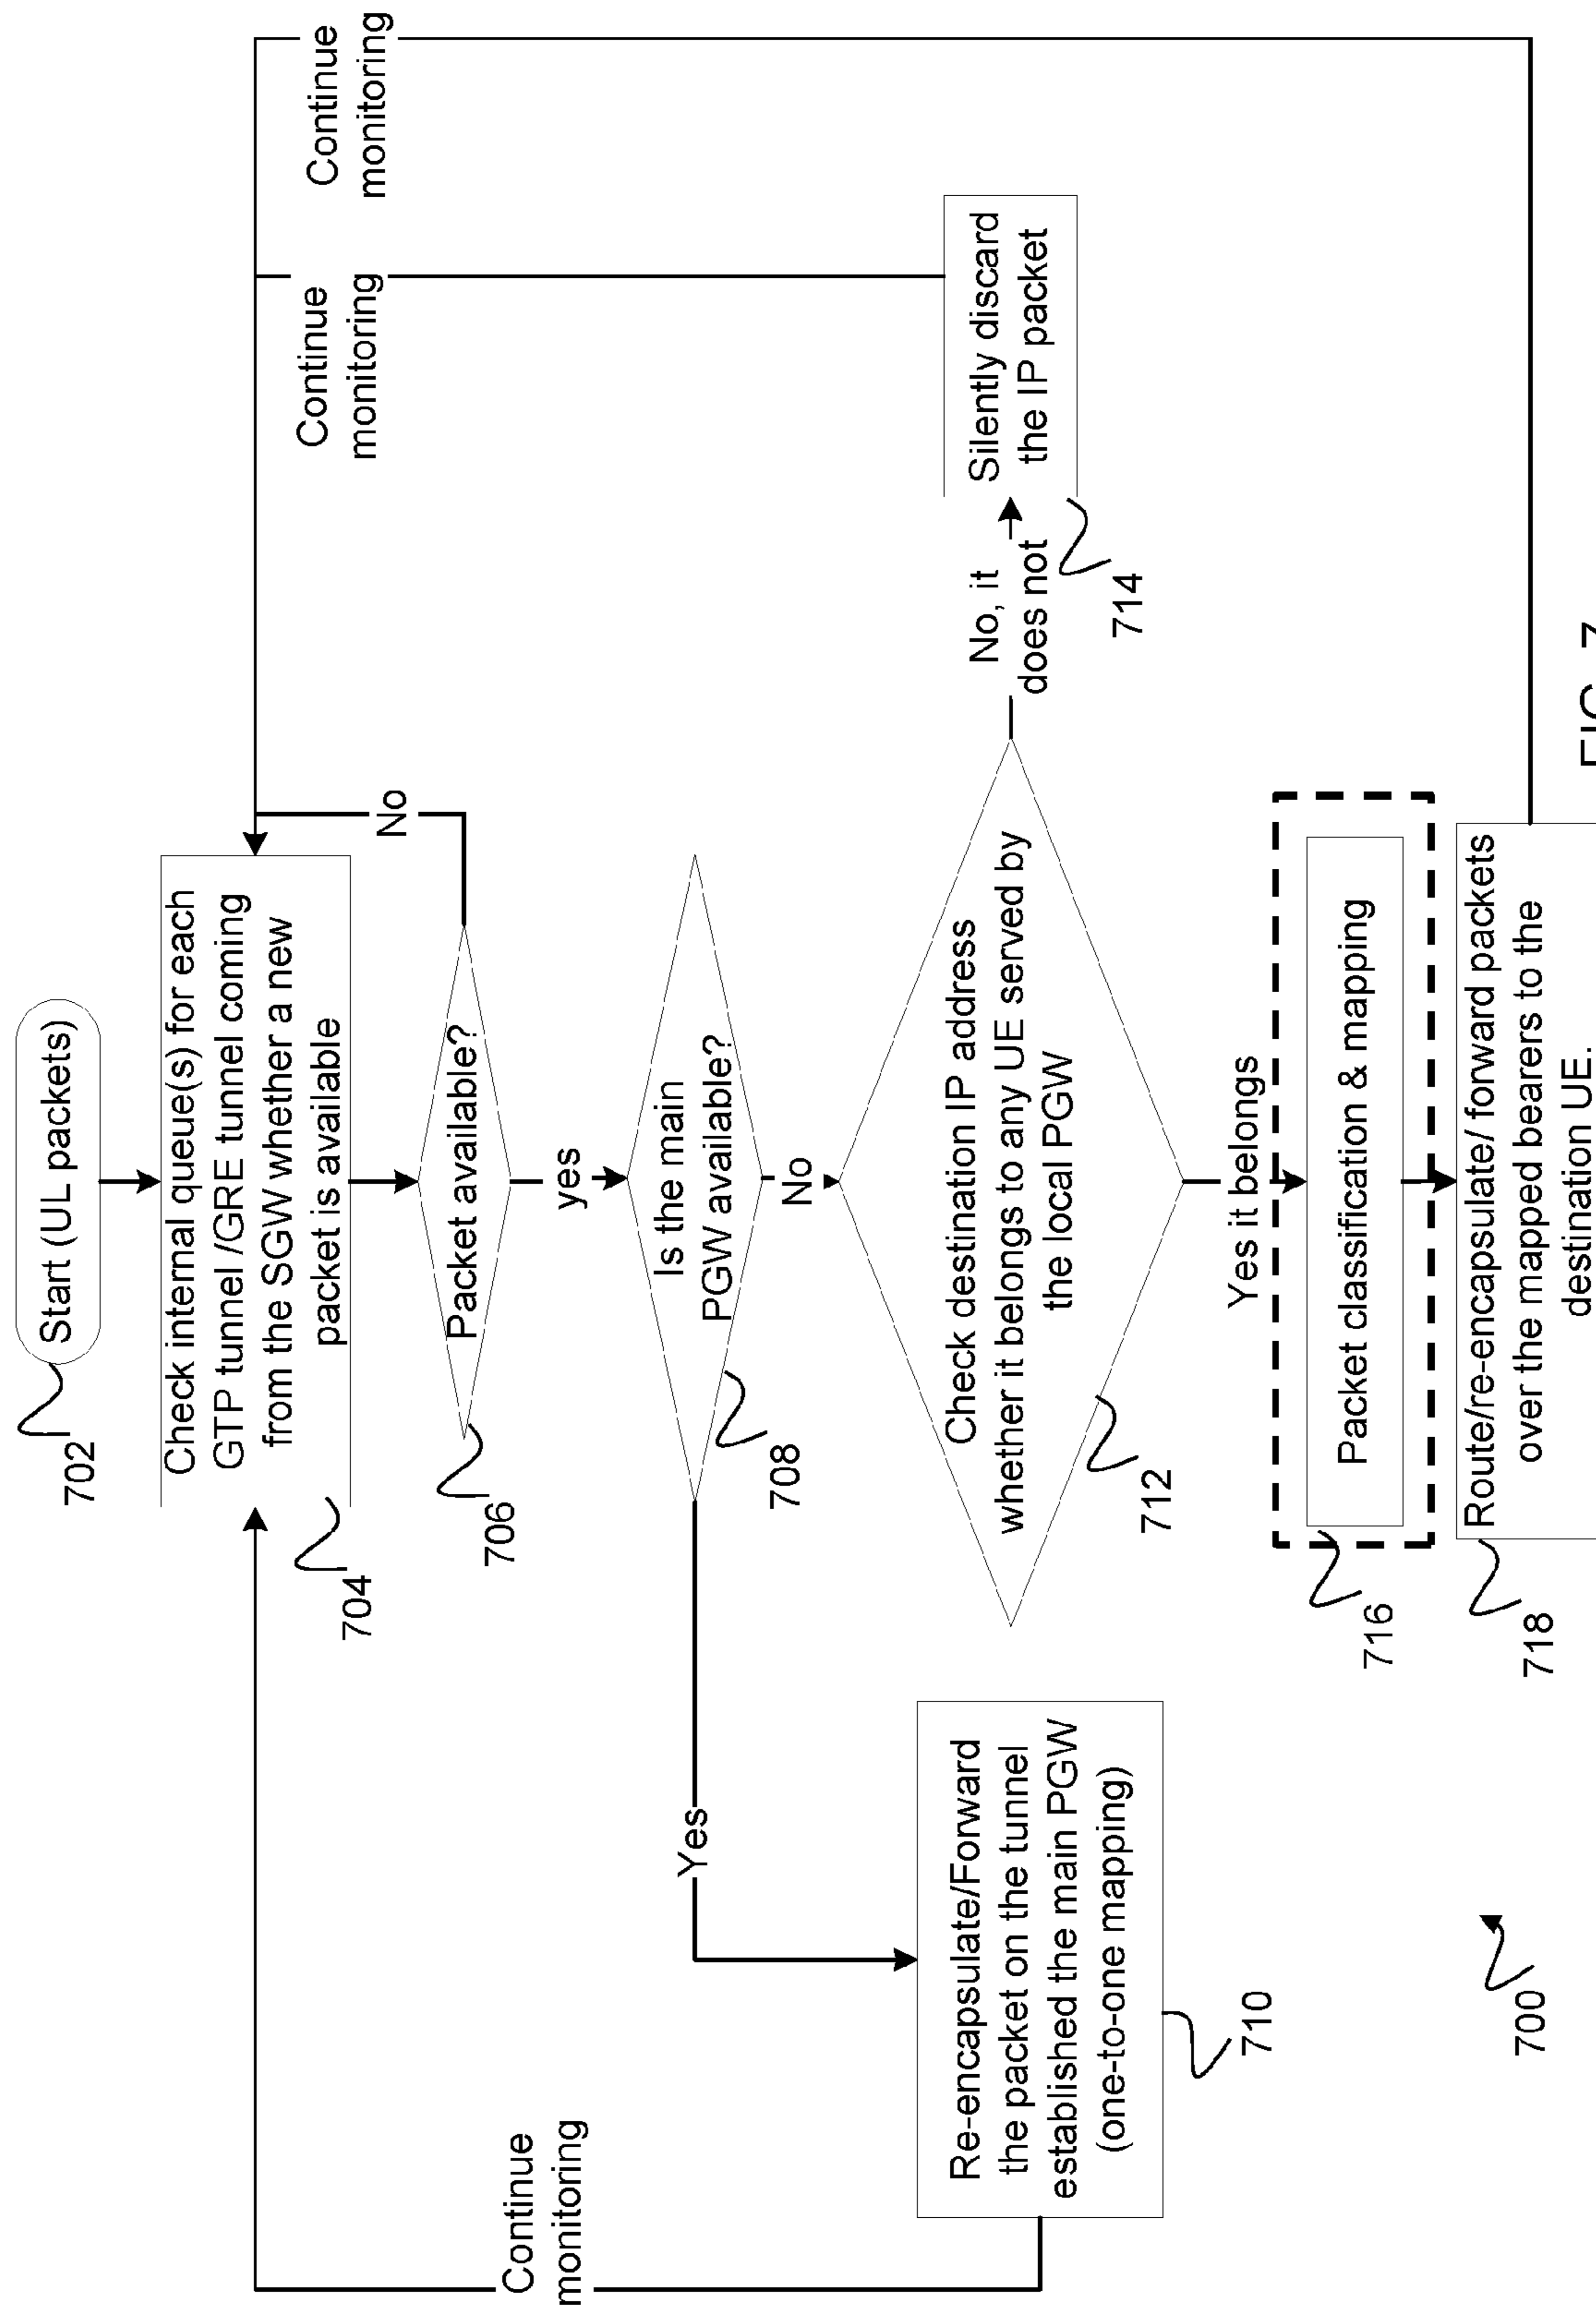 Start (UL packets)
702
Check internal queue(s) for each
GTP tunnel /GRE tunnel coming
from the SGW whether a new
packet is available
704
Continue
monitoring
Continue
monitoring
Continue
monitoring
Packet available?
706
No
yes
Is the main
PGW available?
708
Yes
No
Re-encapsulate/Forward
the packet on the tunnel
established the main PGW
(one-to-one mapping)
710
Check destination IP address
whether it belongs to any UE served by
the local PGW
712
No, it
does not
Silently discard
the IP packet
714
Yes it belongs
Packet classification & mapping
716
Route/re-encapsulate/ forward packets
over the mapped bearers to the
destination UE.
718
700
FIG. 7